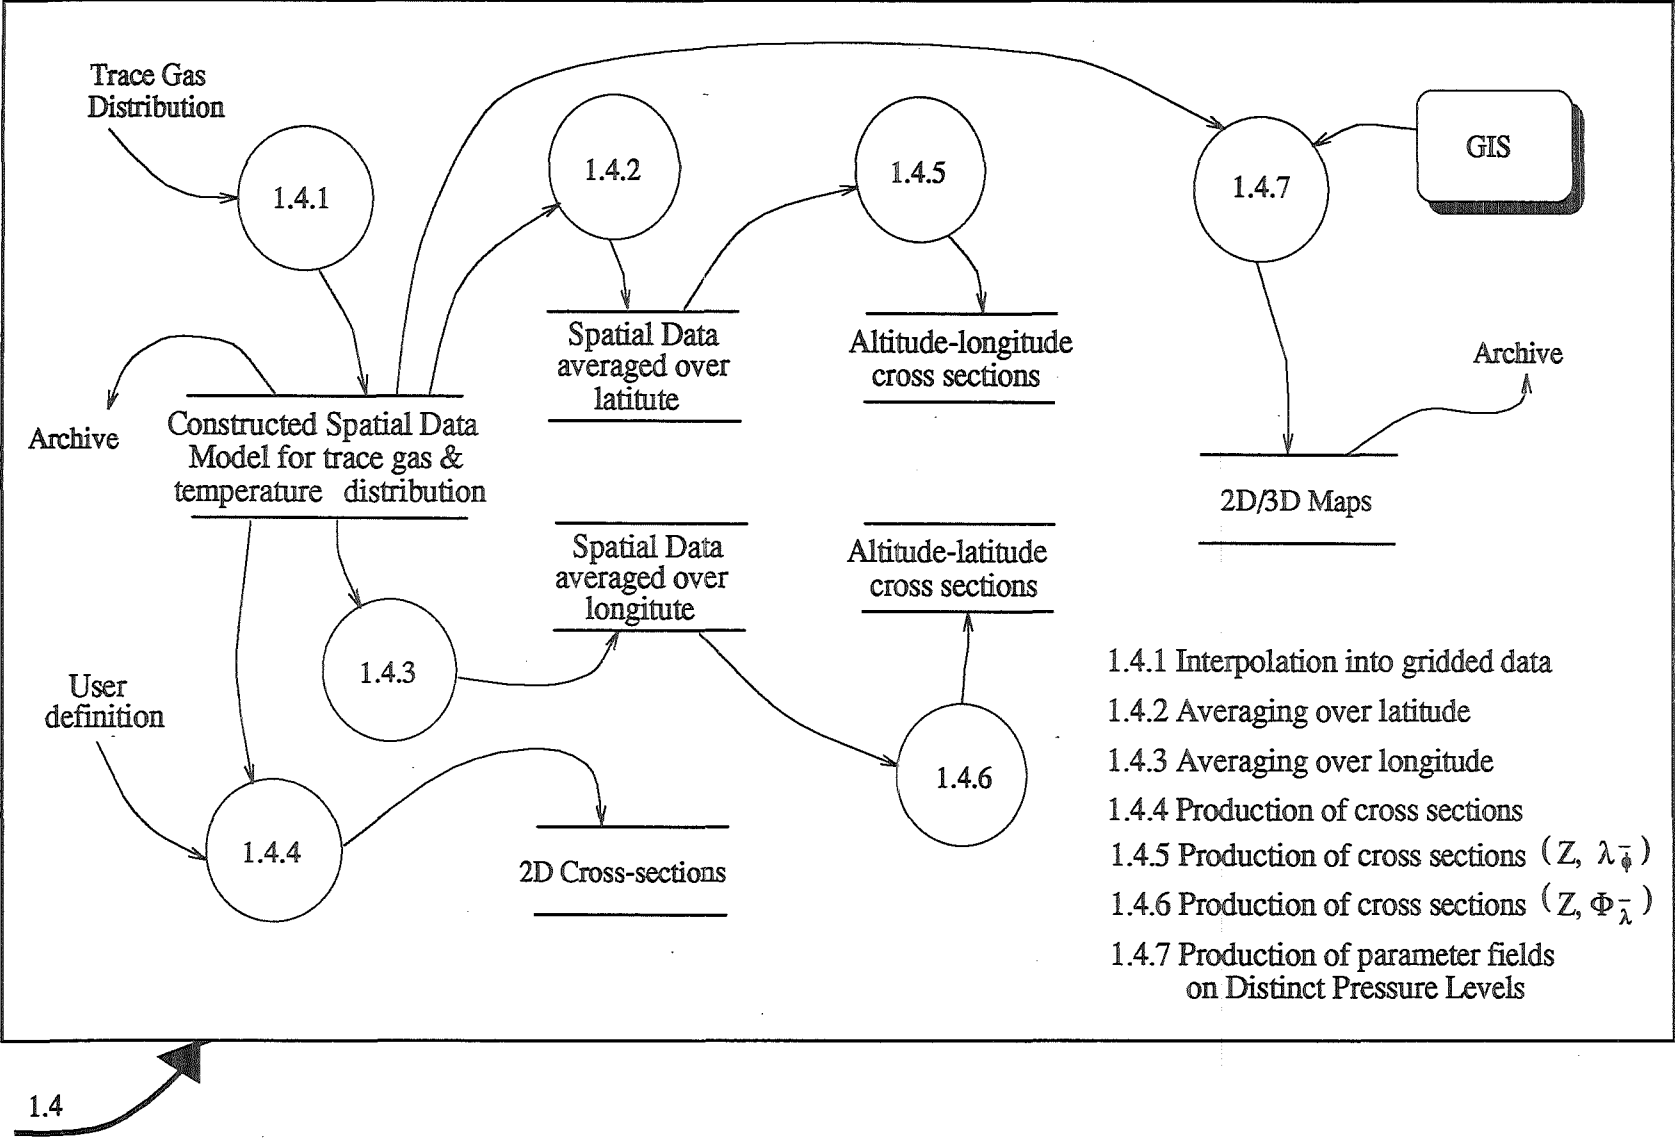 Trace Gas
Distribution
1.4.1
1.4.2
1.4.5
1.4.7
GIS
Spatial Data
averaged over
latitute
Altitude-longitude
cross sections
Archive
Archive
Constructed Spatial Data
Model for trace gas &
temperature distribution
2D/3D Maps
Spatial Data
averaged over
longitute
Altitude-latitude
cross sections
1.4.3
User
definition
1.4.6
1.4.4
2D Cross-sections
1.4.1 Interpolation into gridded data
1.4.2 Averaging over latitude
1.4.3 Averaging over longitude
1.4.4 Production of cross sections
1.4.5 Production of cross sections (Z, λ_ϕ̄)
1.4.6 Production of cross sections (Z, Φ_λ̄)
1.4.7 Production of parameter fields
on Distinct Pressure Levels
1.4